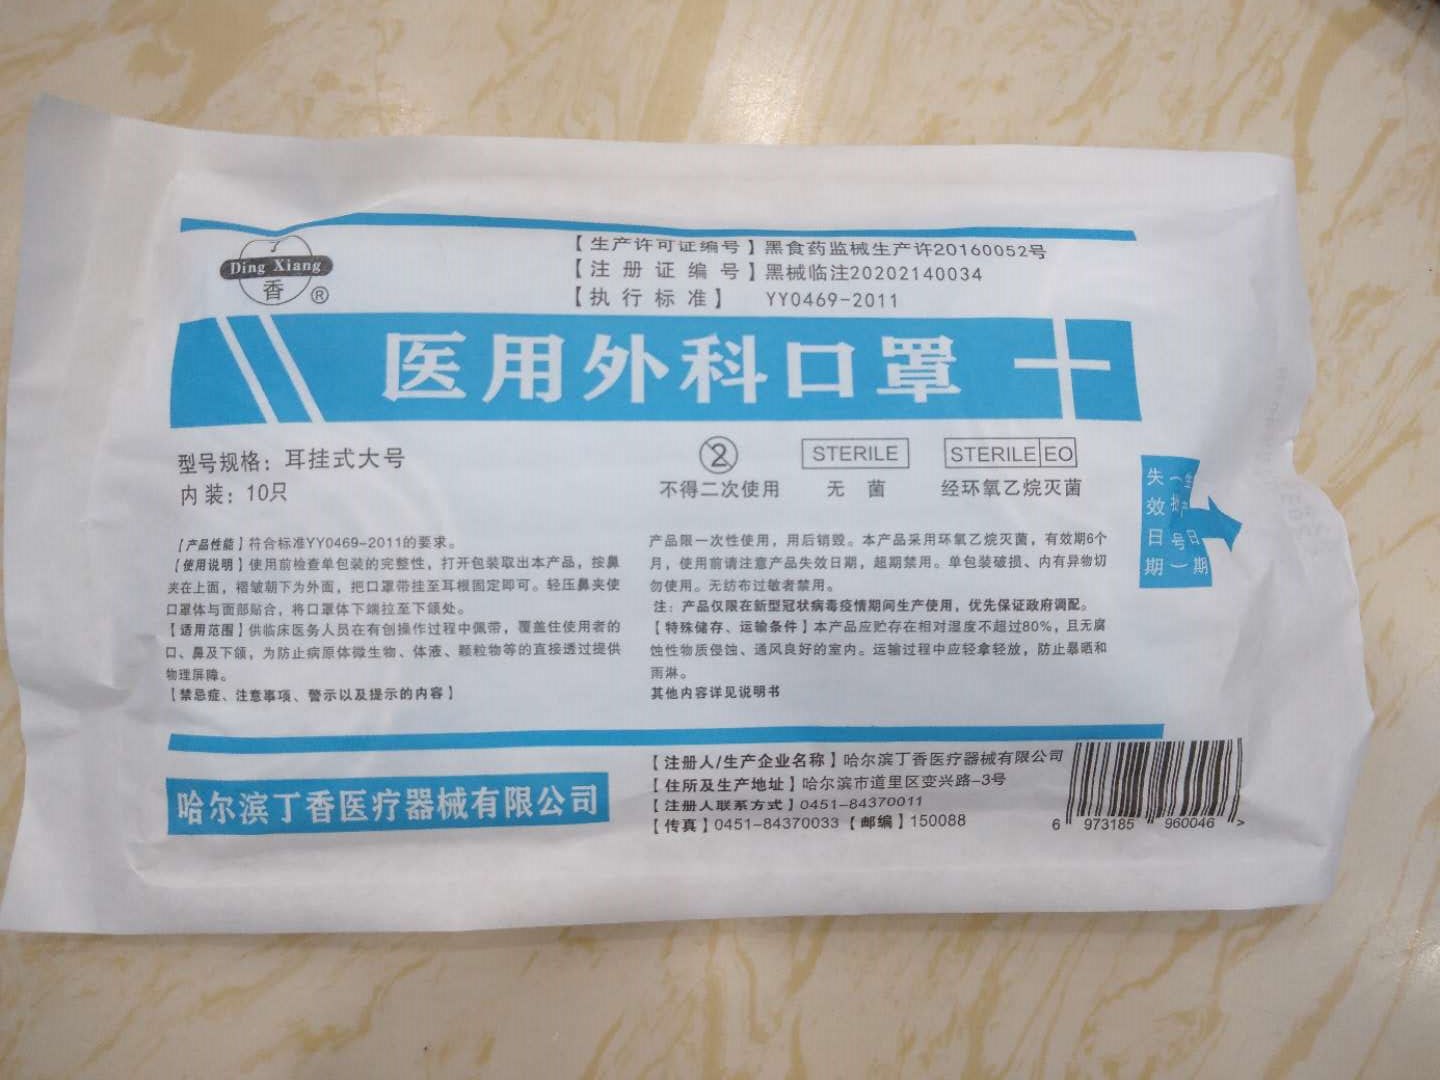 丁
Ding Xiang
香
®
【生产许可证编号】黑食药监械生产许20160052号
【注册证编号】黑械临注20202140034
【执行标准】 YY0469-2011
医用外科口罩
型号规格：耳挂式大号
内装：10只
2
不得二次使用
STERILE
无菌
STERILE EO
经环氧乙烷灭菌
【产品性能】符合标准YY0469-2011的要求。
【使用说明】使用前检查单包装的完整性，打开包装取出本产品，按鼻
夹在上面，褶皱朝下为外面，把口罩带挂至耳根固定即可。轻压鼻夹使
口罩体与面部贴合，将口罩体下端拉至下颌处。
【适用范围】供临床医务人员在有创操作过程中佩带，覆盖住使用者的
口、鼻及下颌，为防止病原体微生物、体液、颗粒物等的直接透过提供
物理屏障。
【禁忌症、注意事项、警示以及提示的内容】
产品限一次性使用，用后销毁。本产品采用环氧乙烷灭菌，有效期6个
月，使用前请注意产品失效日期，超期禁用。单包装破损、内有异物切
勿使用。无纺布过敏者禁用。
注：产品仅限在新型冠状病毒疫情期间生产使用，优先保证政府调配。
【特殊储存、运输条件】本产品应贮存在相对湿度不超过80%，且无腐
蚀性物质侵蚀、通风良好的室内。运输过程中应轻拿轻放，防止暴晒和
雨淋。
其他内容详见说明书
生产日期
（批号）
失效日期
哈尔滨丁香医疗器械有限公司
【注册人/生产企业名称】哈尔滨丁香医疗器械有限公司
【住所及生产地址】哈尔滨市道里区变兴路-3号
【注册人联系方式】0451-84370011
【传真】0451-84370033【邮编】150088
6 973185 960046 >